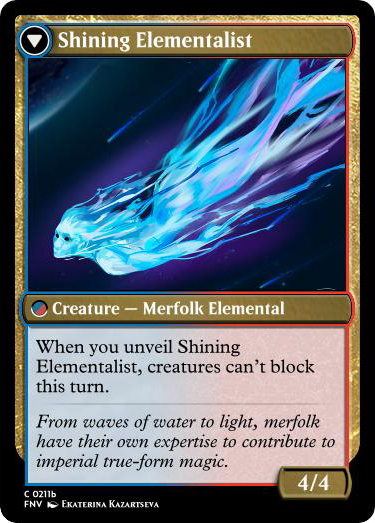 Shining Elementalist
Creature — Merfolk Elemental
When you unveil Shining
Elementalist, creatures can't block
this turn.
From waves of water to light, merfolk
have their own expertise to contribute to
imperial true-form magic.
4/4
C 0211b
FNV Ekaterina Kazartseva